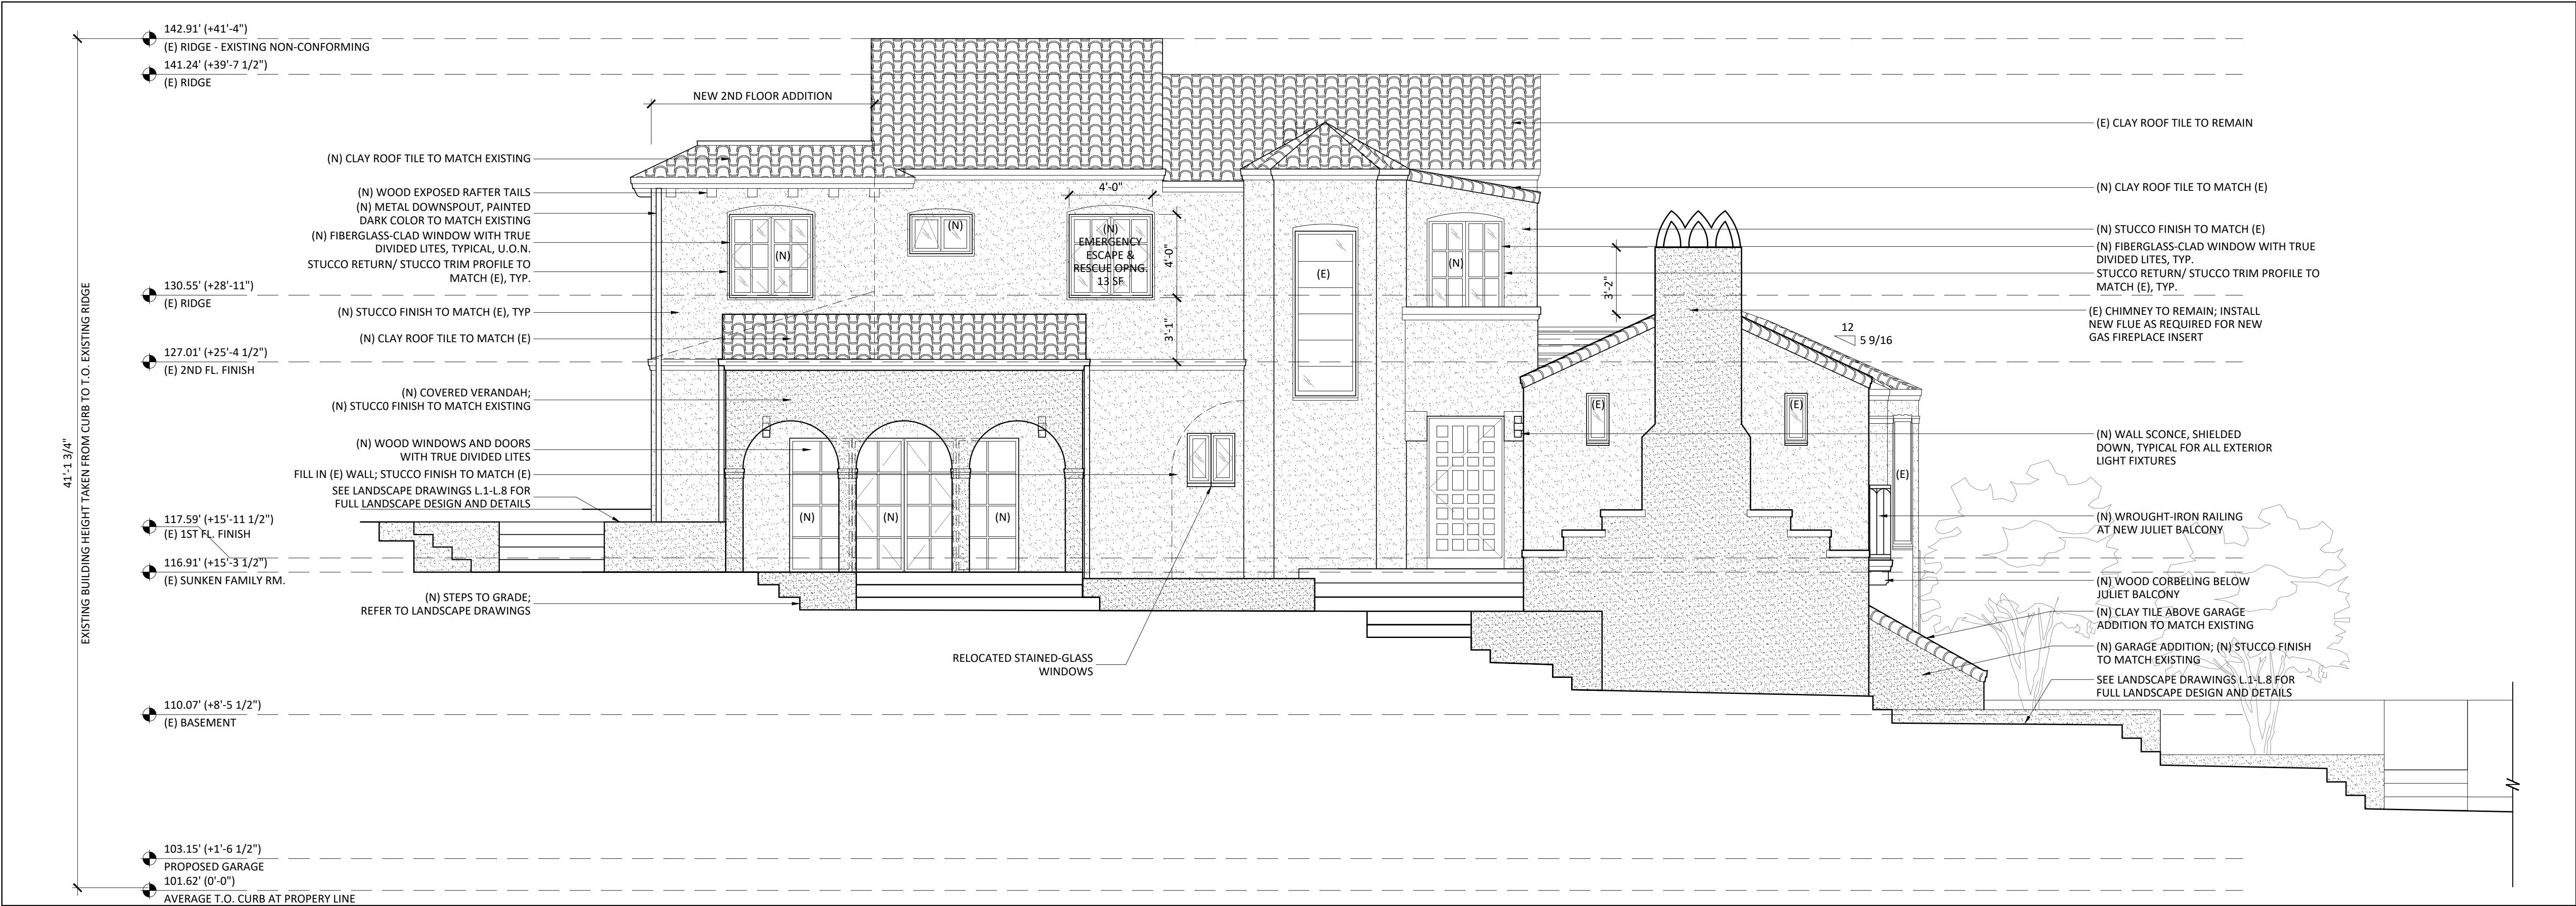 142.91' (+41'-4")
(E) RIDGE - EXISTING NON-CONFORMING
141.24' (+39'-7 1/2")
(E) RIDGE
130.55' (+28'-11")
(E) RIDGE
127.01' (+25'-4 1/2")
(E) 2ND FL. FINISH
117.59' (+15'-11 1/2")
(E) 1ST FL. FINISH
116.91' (+15'-3 1/2")
(E) SUNKEN FAMILY RM.
110.07' (+8'-5 1/2")
(E) BASEMENT
103.15' (+1'-6 1/2")
PROPOSED GARAGE
101.62' (0'-0")
AVERAGE T.O. CURB AT PROPERY LINE
41'-1 3/4"
EXISTING BUILDING HEIGHT TAKEN FROM CURB TO T.O. EXISTING RIDGE
NEW 2ND FLOOR ADDITION
(N) CLAY ROOF TILE TO MATCH EXISTING
(N) WOOD EXPOSED RAFTER TAILS
(N) METAL DOWNSPOUT, PAINTED
DARK COLOR TO MATCH EXISTING
(N) FIBERGLASS-CLAD WINDOW WITH TRUE
DIVIDED LITES, TYPICAL, U.O.N.
STUCCO RETURN/ STUCCO TRIM PROFILE TO
MATCH (E), TYP.
(N) STUCCO FINISH TO MATCH (E), TYP
(N) CLAY ROOF TILE TO MATCH (E)
(N) COVERED VERANDAH;
(N) STUCC0 FINISH TO MATCH EXISTING
(N) WOOD WINDOWS AND DOORS
WITH TRUE DIVIDED LITES
FILL IN (E) WALL; STUCCO FINISH TO MATCH (E)
SEE LANDSCAPE DRAWINGS L.1-L.8 FOR
FULL LANDSCAPE DESIGN AND DETAILS
(N) STEPS TO GRADE;
REFER TO LANDSCAPE DRAWINGS
(N)
(N)
4'-0"
(N)
EMERGENCY
ESCAPE &
RESCUE OPNG.
13 SF
4'-0"
3'-1"
(E)
(N)
3'-2"
12
5 9/16
(E)
(E)
(E)
(N)
(N)
(N)
RELOCATED STAINED-GLASS
WINDOWS
(E) CLAY ROOF TILE TO REMAIN
(N) CLAY ROOF TILE TO MATCH (E)
(N) STUCCO FINISH TO MATCH (E)
(N) FIBERGLASS-CLAD WINDOW WITH TRUE
DIVIDED LITES, TYP.
STUCCO RETURN/ STUCCO TRIM PROFILE TO
MATCH (E), TYP.
(E) CHIMNEY TO REMAIN; INSTALL
NEW FLUE AS REQUIRED FOR NEW
GAS FIREPLACE INSERT
(N) WALL SCONCE, SHIELDED
DOWN, TYPICAL FOR ALL EXTERIOR
LIGHT FIXTURES
(N) WROUGHT-IRON RAILING
AT NEW JULIET BALCONY
(N) WOOD CORBELING BELOW
JULIET BALCONY
(N) CLAY TILE ABOVE GARAGE
ADDITION TO MATCH EXISTING
(N) GARAGE ADDITION; (N) STUCCO FINISH
TO MATCH EXISTING
SEE LANDSCAPE DRAWINGS L.1-L.8 FOR
FULL LANDSCAPE DESIGN AND DETAILS